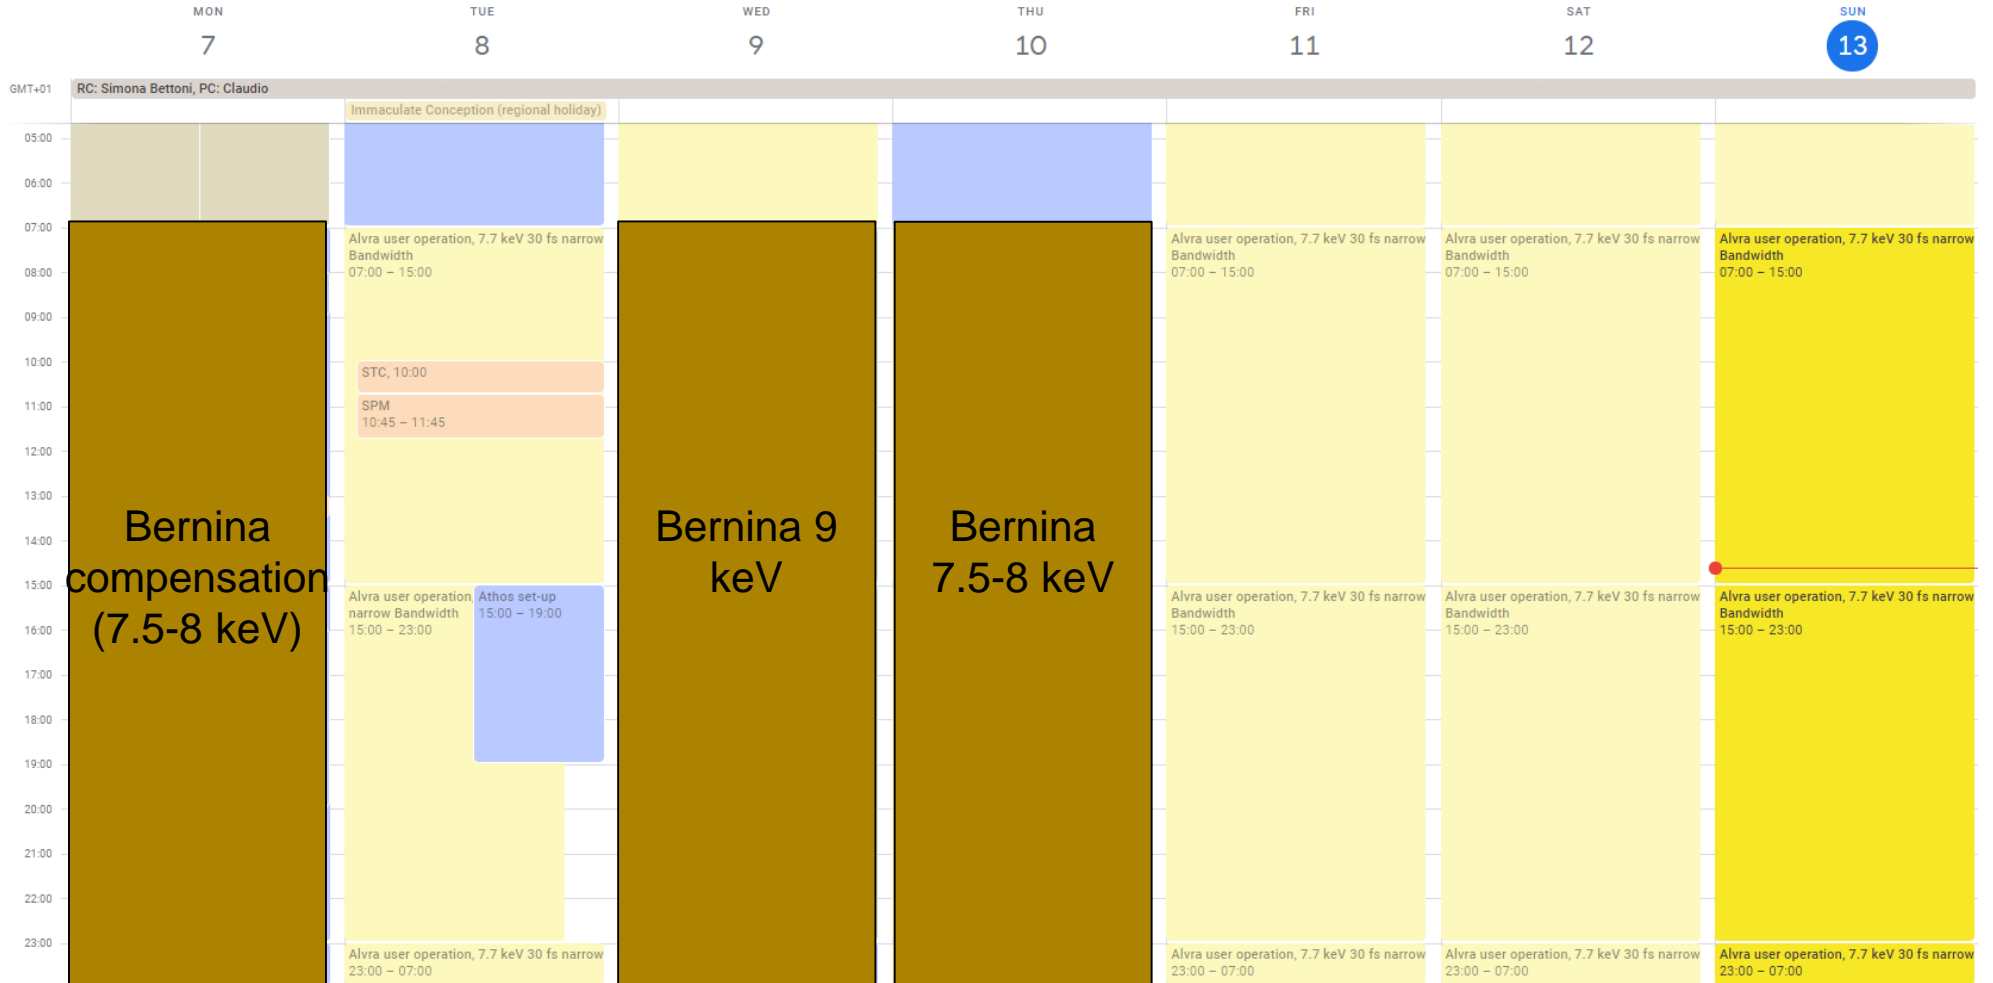 MON
TUE
WED
THU
FRI
SAT
SUN
7
8
9
10
11
12
13
GMT+01
RC: Simona Bettoni, PC: Claudio
Immaculate Conception (regional holiday)
05:00
06:00
07:00
08:00
09:00
10:00
11:00
12:00
13:00
14:00
15:00
16:00
17:00
18:00
19:00
20:00
21:00
22:00
23:00
Bernina
compensation
(7.5-8 keV)
Alvra user operation, 7.7 keV 30 fs narrow
Bandwidth
07:00 – 15:00
STC, 10:00
SPM
10:45 – 11:45
Alvra user operation,
narrow Bandwidth
15:00 – 23:00
Athos set-up
15:00 – 19:00
Alvra user operation, 7.7 keV 30 fs narrow
23:00 – 07:00
Bernina 9
keV
Bernina
7.5-8 keV
Alvra user operation, 7.7 keV 30 fs narrow
Bandwidth
07:00 – 15:00
Alvra user operation, 7.7 keV 30 fs narrow
Bandwidth
15:00 – 23:00
Alvra user operation, 7.7 keV 30 fs narrow
23:00 – 07:00
Alvra user operation, 7.7 keV 30 fs narrow
Bandwidth
07:00 – 15:00
Alvra user operation, 7.7 keV 30 fs narrow
Bandwidth
15:00 – 23:00
Alvra user operation, 7.7 keV 30 fs narrow
23:00 – 07:00
Alvra user operation, 7.7 keV 30 fs narrow
Bandwidth
07:00 – 15:00
Alvra user operation, 7.7 keV 30 fs narrow
Bandwidth
15:00 – 23:00
Alvra user operation, 7.7 keV 30 fs narrow
23:00 – 07:00